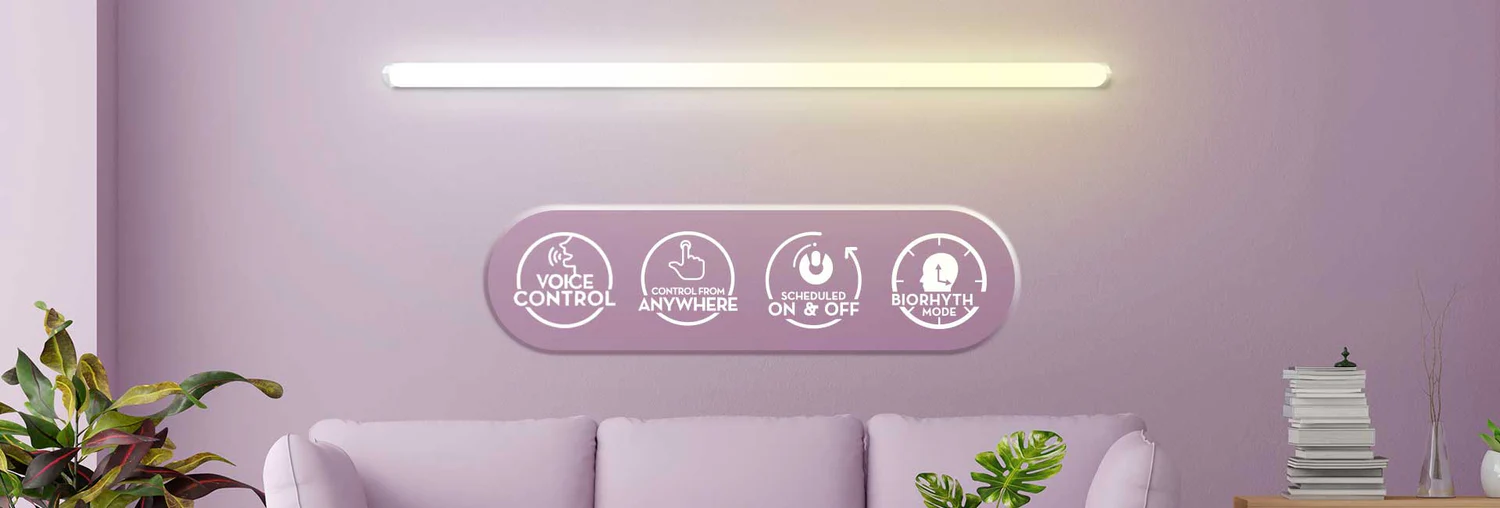 VOICE
CONTROL
CONTROL FROM
ANYWHERE
SCHEDULED
ON & OFF
BIORHYTH
MODE